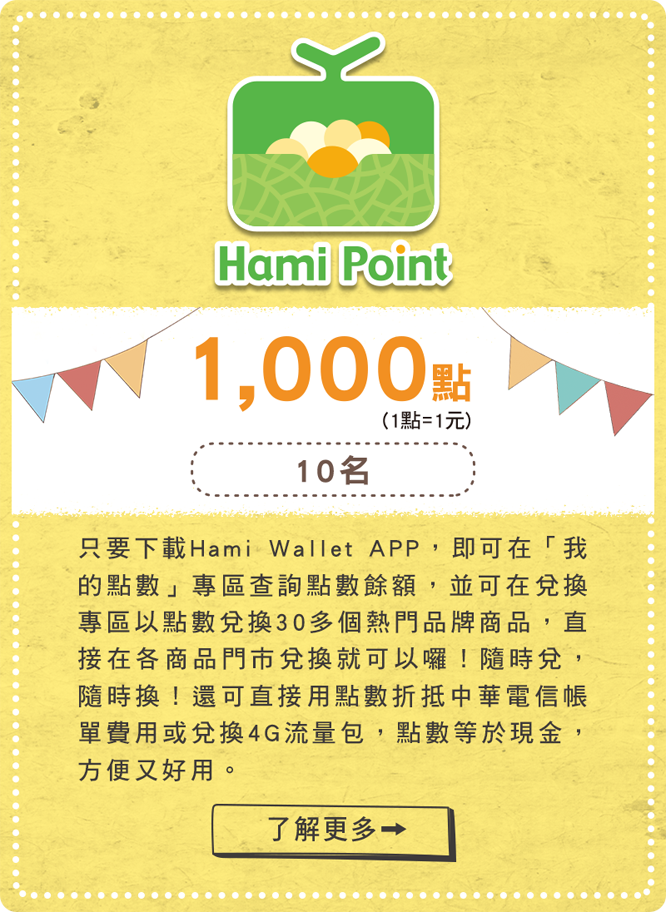 Hami Point
1,000點
(1點=1元)
10名
只要下載Hami Wallet APP，即可在「我
的點數」專區查詢點數餘額，並可在兌換
專區以點數兌換30多個熱門品牌商品，直
接在各商品門市兌換就可以囉！隨時兌，
隨時換！還可直接用點數折抵中華電信帳
單費用或兌換4G流量包，點數等於現金，
方便又好用。
了解更多➡